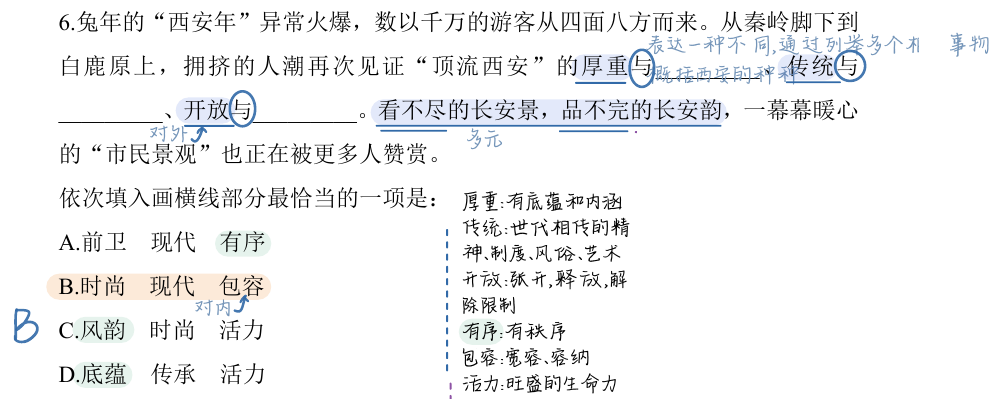 6.兔年的“西安年”异常火爆，数以千万的游客从四面八方而来。从秦岭脚下到
表达一种不同,通过列举多个 事物
白鹿原上，拥挤的人潮再次见证“顶流西安”的厚重与________、传统与
概括西安的种种
________、开放与________。看不尽的长安景，品不完的长安韵，一幕幕暖心
对外 多元
的“市民景观”也正在被更多人赞赏。
依次填入画横线部分最恰当的一项是：
A.前卫 现代 有序
B.时尚 现代 包容
对内
B
C.风韵 时尚 活力
D.底蕴 传承 活力
厚重:有底蕴和内涵
传统:世代相传的精
神、制度、风俗、艺术
开放:张开,释放,解
除限制
有序:有秩序
包容:宽容、容纳
活力:旺盛的生命力